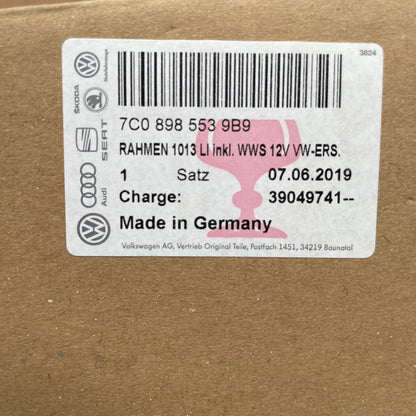 3824
Nutzfahrzeuge
ŠKODA
SEAT
Audi
7C0 898 553 9B9
RAHMEN 1013 LI inkl. WWS 12V VW-ERS.
1 Satz 07.06.2019
Charge: 39049741--
Made in Germany
Volkswagen AG, Vertrieb Original Teile, Postfach 1451, 34219 Baunatal